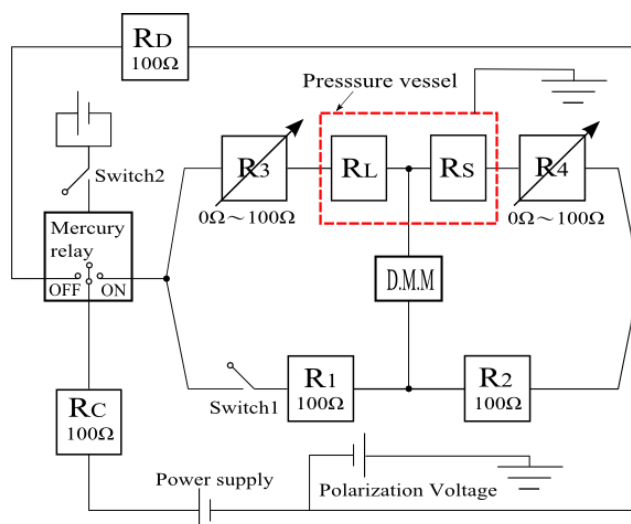 RD
100Ω
Presssure vessel
Switch2
R3
RL
RS
R4
0Ω～100Ω
0Ω～100Ω
Mercury
relay
OFF
ON
D.M.M
Switch1
R1
100Ω
R2
100Ω
RC
100Ω
Power supply
Polarization Voltage